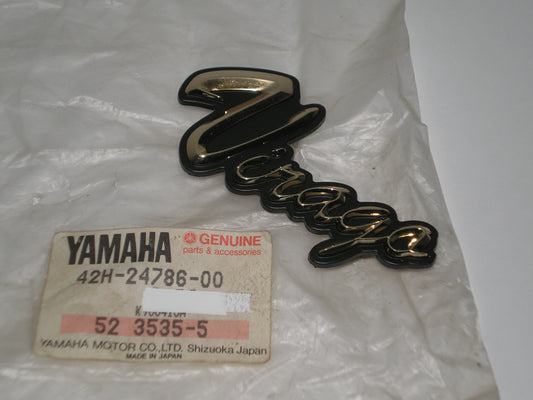 Virago
YAMAHA GENUINE
parts & accessories
42H-24786-00
52 3535-5
YAMAHA MOTOR CO.,LTD. Shizuoka Japan
MADE IN JAPAN